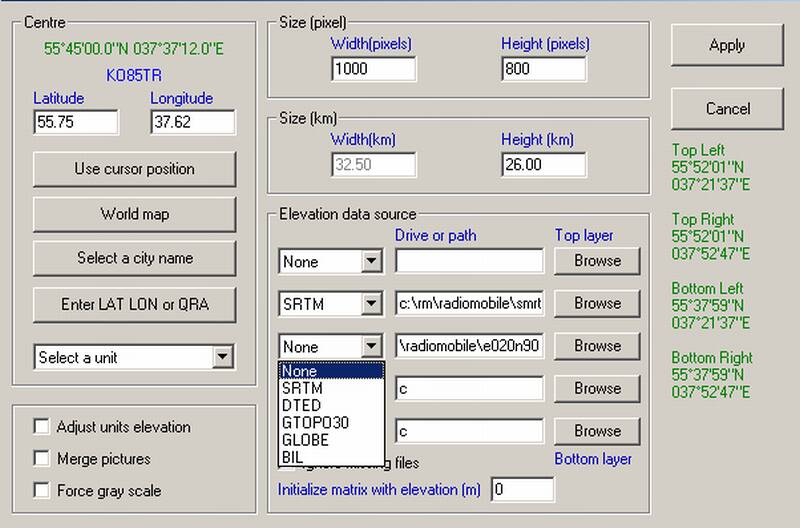 Centre
55°45'00.0"N 037°37'12.0"E
KO85TR
Latitude Longitude
55.75 37.62
Use cursor position
World map
Select a city name
Enter LAT LON or QRA
Select a unit
Adjust units elevation
Merge pictures
Force gray scale
Size (pixel)
Width(pixels) Height (pixels)
1000 800
Size (km)
Width(km) Height (km)
32.50 26.00
Elevation data source
Drive or path Top layer
None Browse
SRTM c:\rm\radiomobile\smrt Browse
None \radiomobile\e020n90 Browse
None
SRTM c Browse
DTED
GTOPO30
GLOBE c Browse
BIL
files Bottom layer
Initialize matrix with elevation (m) 0
Apply
Cancel
Top Left
55°52'01"N
037°21'37"E
Top Right
55°52'01"N
037°52'47"E
Bottom Left
55°37'59"N
037°21'37"E
Bottom Right
55°37'59"N
037°52'47"E